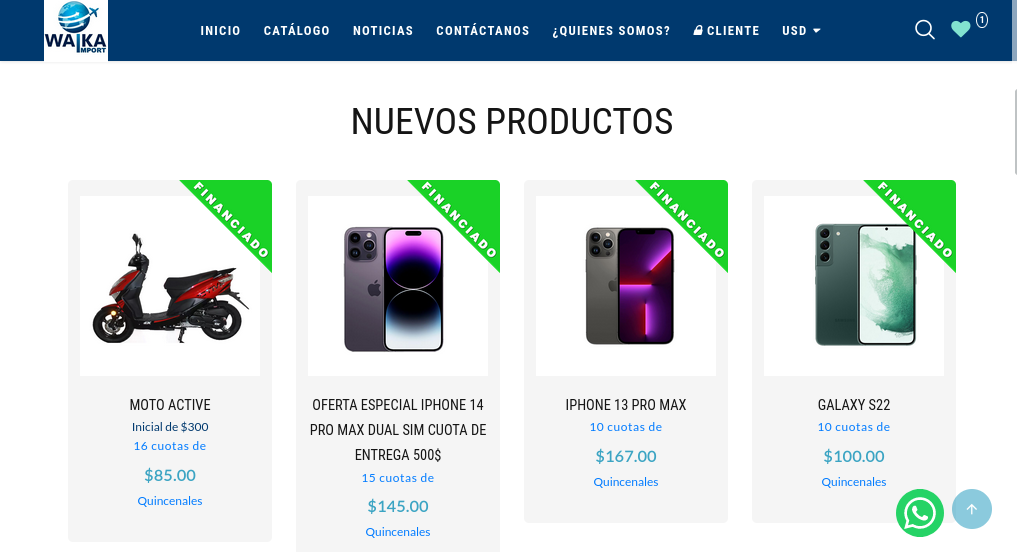 WAIKA
IMPORT
INICIO CATÁLOGO NOTICIAS CONTÁCTANOS ¿QUIENES SOMOS? CLIENTE USD
1
NUEVOS PRODUCTOS
FINANCIADO
FINANCIADO
FINANCIADO
FINANCIADO
MOTO ACTIVE
Inicial de $300
16 cuotas de
$85.00
Quincenales
OFERTA ESPECIAL IPHONE 14
PRO MAX DUAL SIM CUOTA DE
ENTREGA 500$
15 cuotas de
$145.00
Quincenales
IPHONE 13 PRO MAX
10 cuotas de
$167.00
Quincenales
GALAXY S22
10 cuotas de
$100.00
Quincenales